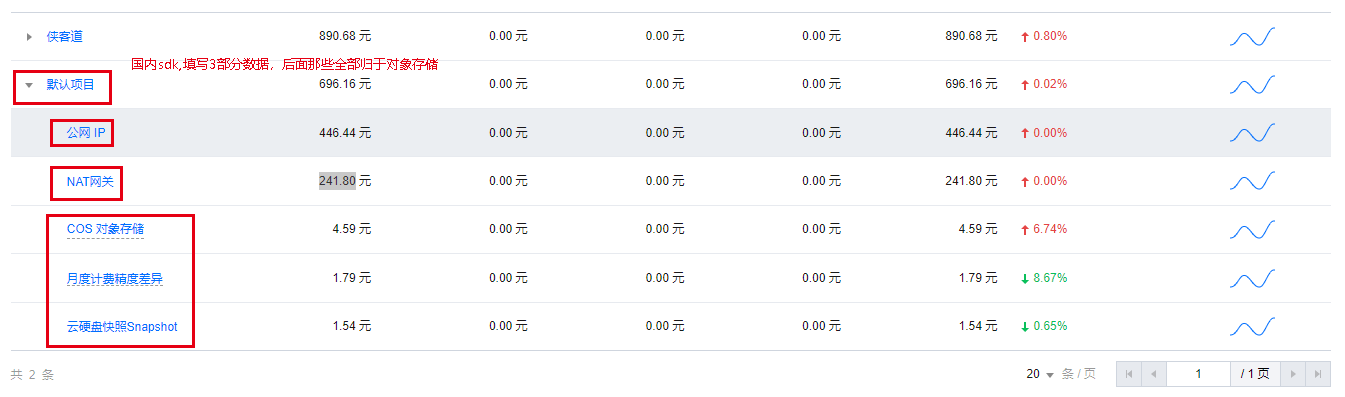 侠客道 890.68 元 0.00 元 0.00 元 0.00 元 890.68 元 0.80%
国内sdk,填写3部分数据，后面那些全部归于对象存储
默认项目 696.16 元 0.00 元 0.00 元 0.00 元 696.16 元 0.02%
公网 IP 446.44 元 0.00 元 0.00 元 0.00 元 446.44 元 0.00%
NAT网关 241.80 元 0.00 元 0.00 元 0.00 元 241.80 元 0.00%
COS 对象存储 4.59 元 0.00 元 0.00 元 0.00 元 4.59 元 6.74%
月度计费精度差异 1.79 元 0.00 元 0.00 元 0.00 元 1.79 元 8.67%
云硬盘快照Snapshot 1.54 元 0.00 元 0.00 元 0.00 元 1.54 元 0.65%
共 2 条 20 条 / 页 1 / 1 页